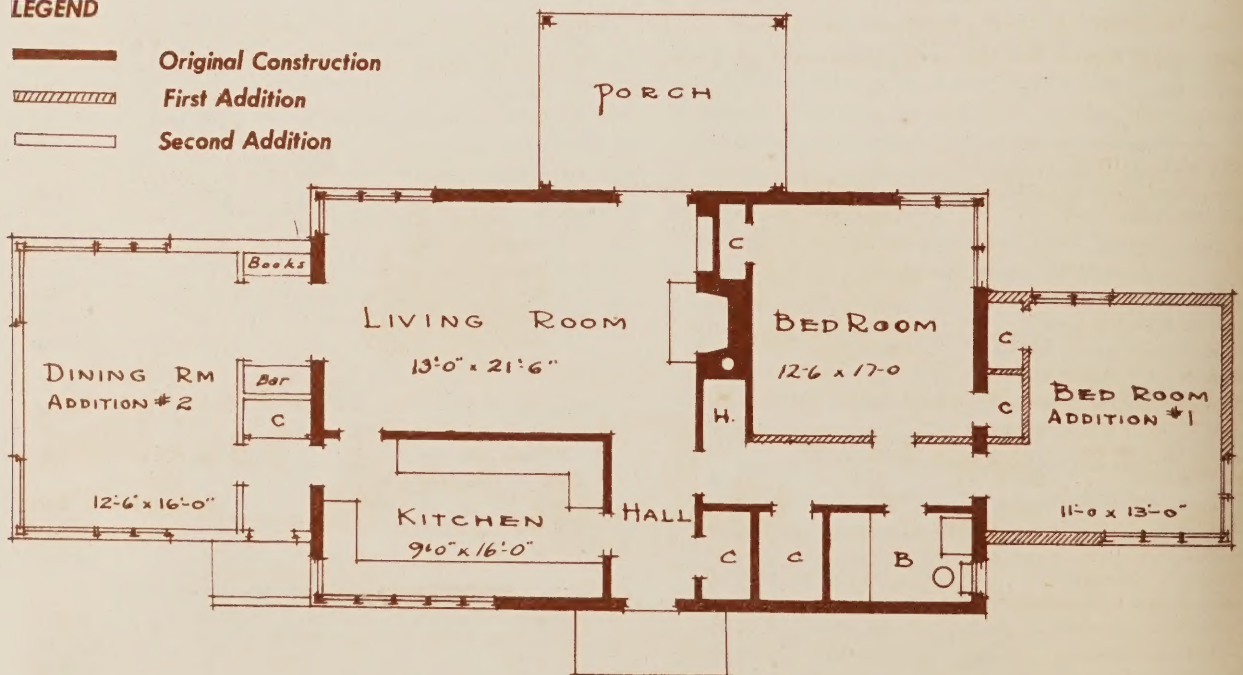 LEGEND
Original Construction
First Addition
Second Addition
PORCH
Books
C
LIVING ROOM
13'-0" x 21'-6"
BED ROOM
12-6 x 17-0
DINING RM
ADDITION #2
Bar
C
12'-6" x 16'-0"
H.
C
C
BED ROOM
ADDITION #1
11-0 x 13'-0"
KITCHEN
9'-0" x 16'-0"
HALL
C
C
B